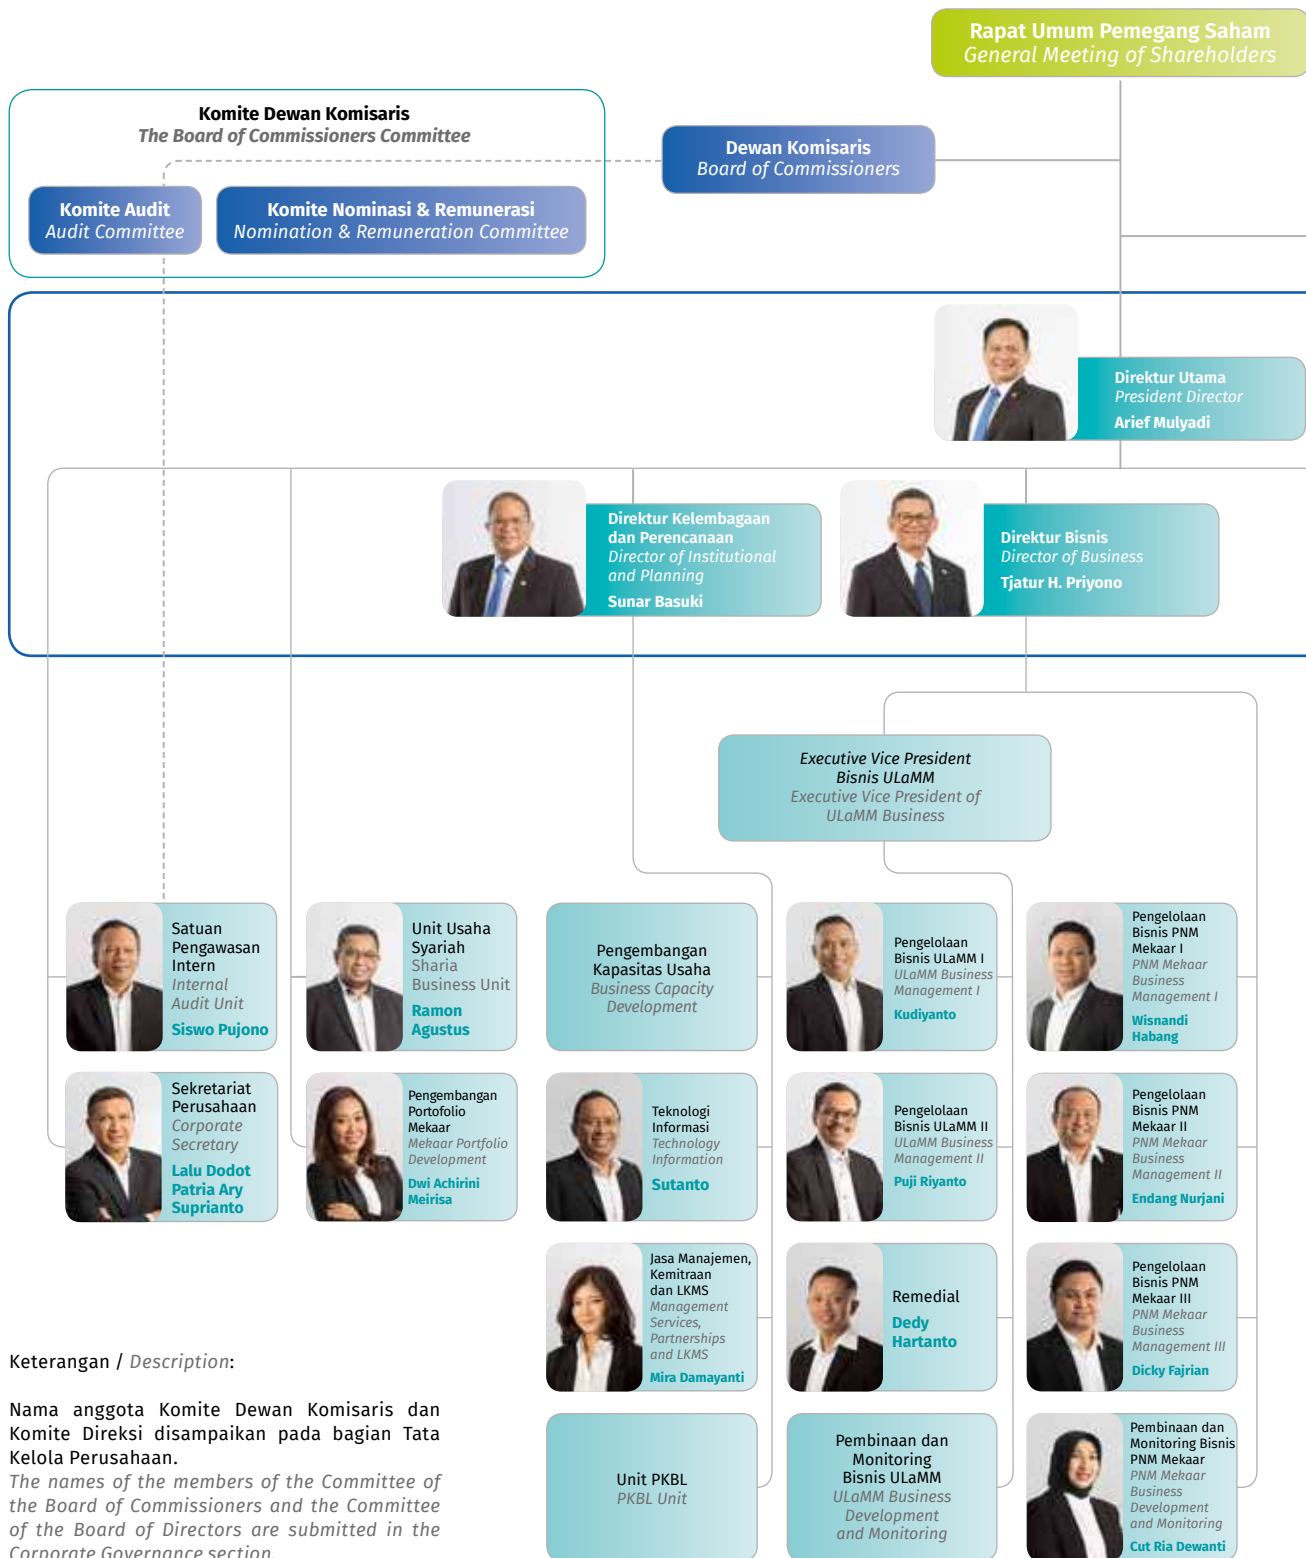 Rapat Umum Pemegang Saham
General Meeting of Shareholders
Komite Dewan Komisaris
The Board of Commissioners Committee
Dewan Komisaris
Board of Commissioners
Komite Audit
Audit Committee
Komite Nominasi & Remunerasi
Nomination & Remuneration Committee
Direktur Utama
President Director
Arief Mulyadi
Direktur Kelembagaan
dan Perencanaan
Director of Institutional
and Planning
Sunar Basuki
Direktur Bisnis
Director of Business
Tjatur H. Priyono
Executive Vice President
Bisnis ULaMM
Executive Vice President of
ULaMM Business
Satuan
Pengawasan
Intern
Internal
Audit Unit
Siswo Pujono
Unit Usaha
Syariah
Sharia
Business Unit
Ramon
Agustus
Pengembangan
Kapasitas Usaha
Business Capacity
Development
Pengelolaan
Bisnis ULaMM I
ULaMM Business
Management I
Kudiyanto
Pengelolaan
Bisnis PNM
Mekaar I
PNM Mekaar
Business
Management I
Wisnandi
Habang
Sekretariat
Perusahaan
Corporate
Secretary
Lalu Dodot
Patria Ary
Suprianto
Pengembangan
Portofolio
Mekaar
Mekaar Portfolio
Development
Dwi Achirini
Meirisa
Teknologi
Informasi
Technology
Information
Sutanto
Pengelolaan
Bisnis ULaMM II
ULaMM Business
Management II
Puji Riyanto
Pengelolaan
Bisnis PNM
Mekaar II
PNM Mekaar
Business
Management II
Endang Nurjani
Jasa Manajemen,
Kemitraan
dan LKMS
Management
Services,
Partnerships
and LKMS
Mira Damayanti
Remedial
Dedy
Hartanto
Pengelolaan
Bisnis PNM
Mekaar III
PNM Mekaar
Business
Management III
Dicky Fajrian
Unit PKBL
PKBL Unit
Pembinaan dan
Monitoring
Bisnis ULaMM
ULaMM Business
Development
and Monitoring
Pembinaan dan
Monitoring Bisnis
PNM Mekaar
PNM Mekaar
Business
Development
and Monitoring
Cut Ria Dewanti
Keterangan / Description:
Nama anggota Komite Dewan Komisaris dan
Komite Direksi disampaikan pada bagian Tata
Kelola Perusahaan.
The names of the members of the Committee of
the Board of Commissioners and the Committee
of the Board of Directors are submitted in the
Corporate Governance section.